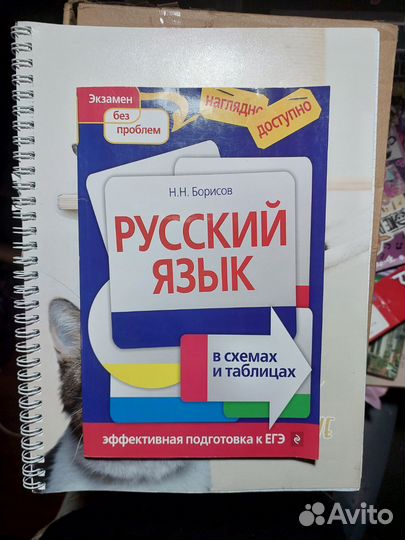 Экзамен
без
проблем
наглядно
доступно
Н.Н. Борисов
РУССКИЙ
ЯЗЫК
в схемах
и таблицах
эффективная подготовка к ЕГЭ
Avito